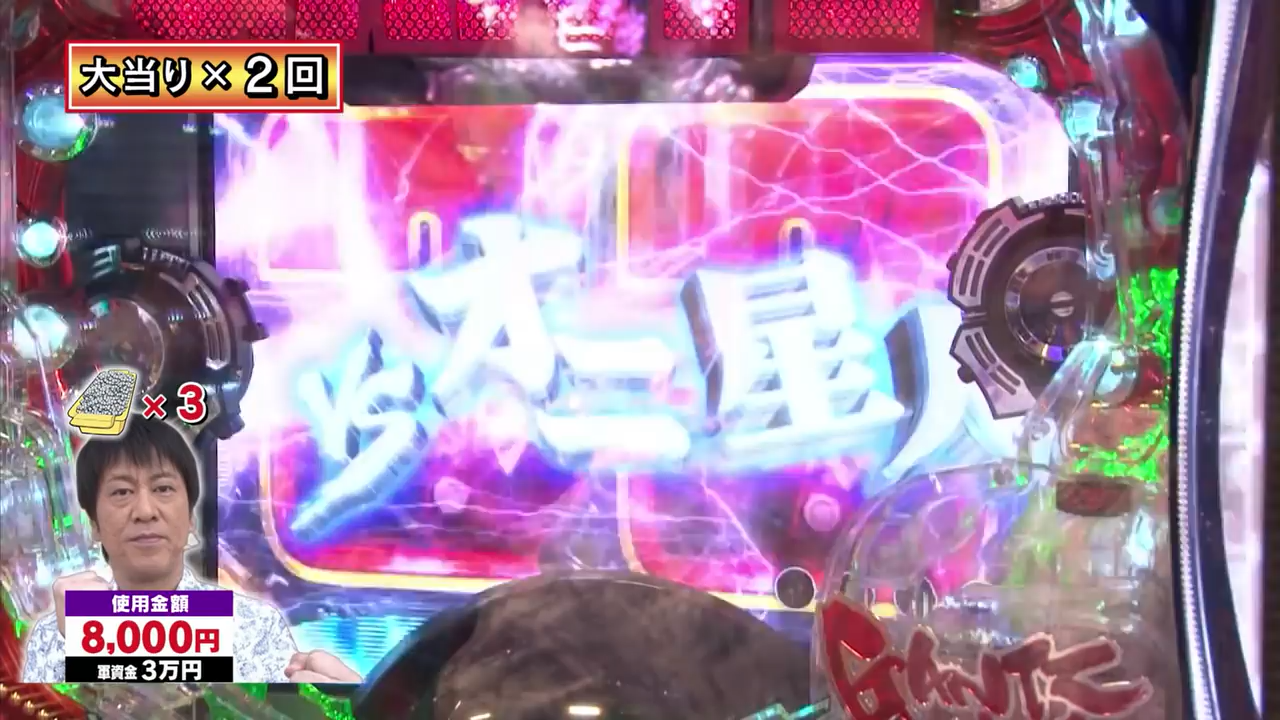 大当り×2回
VSオニ星人
×3
使用金額
8,000円
軍資金3万円
GANTZ